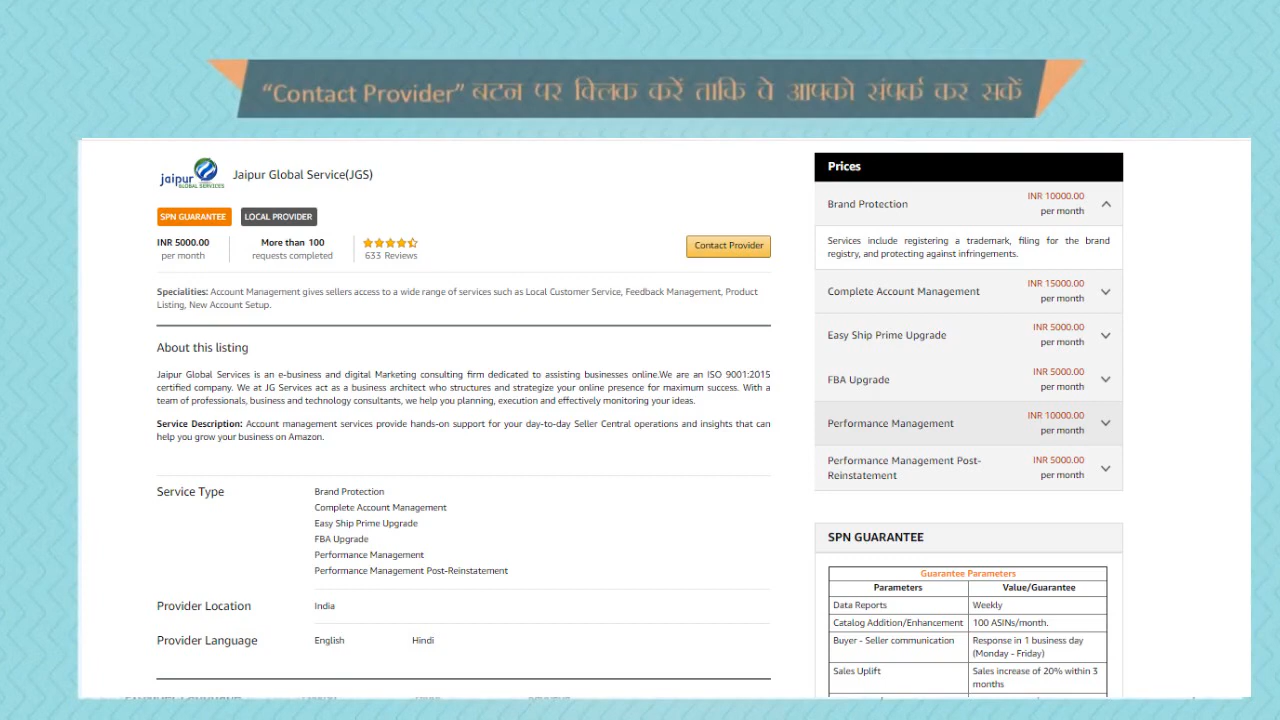 “Contact Provider” बटन पर क्लिक करें ताकि वे आपको संपर्क कर सकें
jaipur
GLOBAL SERVICES
Jaipur Global Service(JGS)
SPN GUARANTEE
LOCAL PROVIDER
INR 5000.00
per month
More than 100
requests completed
633 Reviews
Contact Provider
Specialities: Account Management gives sellers access to a wide range of services such as Local Customer Service, Feedback Management, Product
Listing, New Account Setup.
About this listing
Jaipur Global Services is an e-business and digital Marketing consulting firm dedicated to assisting businesses online.We are an ISO 9001:2015
certified company. We at JG Services act as a business architect who structures and strategize your online presence for maximum success. With a
team of professionals, business and technology consultants, we help you planning, execution and effectively monitoring your ideas.
Service Description: Account management services provide hands-on support for your day-to-day Seller Central operations and insights that can
help you grow your business on Amazon.
Service Type
Brand Protection
Complete Account Management
Easy Ship Prime Upgrade
FBA Upgrade
Performance Management
Performance Management Post-Reinstatement
Provider Location
India
Provider Language
English
Hindi
Prices
Brand Protection
INR 10000.00
per month
Services include registering a trademark, filing for the brand
registry, and protecting against infringements.
Complete Account Management
INR 15000.00
per month
Easy Ship Prime Upgrade
INR 5000.00
per month
FBA Upgrade
INR 5000.00
per month
Performance Management
INR 10000.00
per month
Performance Management Post-
Reinstatement
INR 5000.00
per month
SPN GUARANTEE
Guarantee Parameters
Parameters
Value/Guarantee
Data Reports
Weekly
Catalog Addition/Enhancement
100 ASINs/month.
Buyer - Seller communication
Response in 1 business day
(Monday - Friday)
Sales Uplift
Sales increase of 20% within 3
months